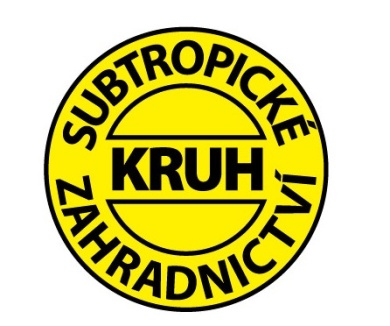 SUBTROPICKÉ
KRUH
ZAHRADNICTVÍ